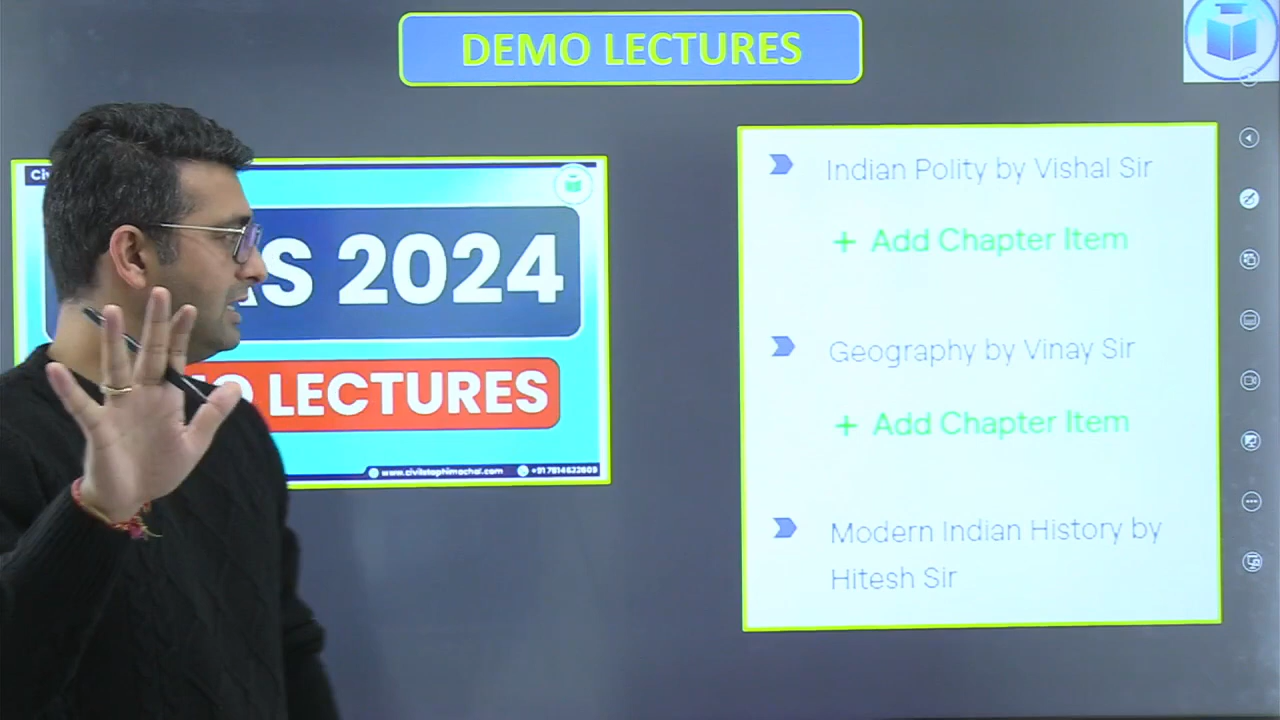 DEMO LECTURES
Indian Polity by Vishal Sir
+ Add Chapter Item
Geography by Vinay Sir
+ Add Chapter Item
Modern Indian History by
Hitesh Sir
S 2024
LECTURES
www.civilstaphimachal.com